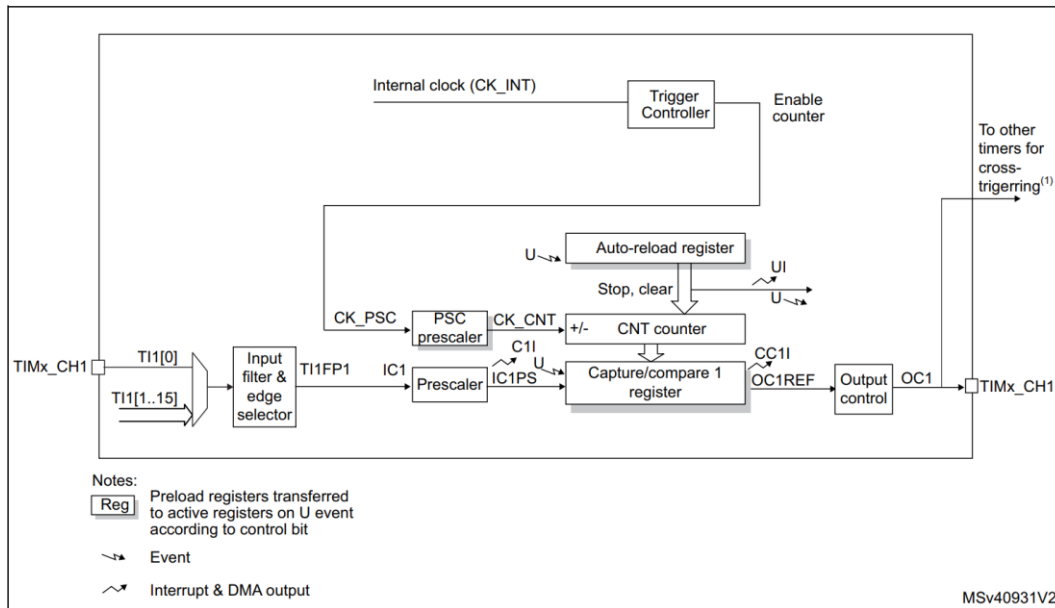 Internal clock (CK_INT)
Trigger
Controller
Enable
counter
To other
timers for
cross-
trigerring(1)
U
Auto-reload register
UI
Stop, clear
U
CK_PSC
PSC
prescaler
CK_CNT
+/-
CNT counter
TIMx_CH1
TI1[0]
TI1[1..15]
Input
filter &
edge
selector
TI1FP1
IC1
Prescaler
C1I
IC1PS
U
Capture/compare 1
register
CC1I
OC1REF
Output
control
OC1
TIMx_CH1
Notes:
Reg
Preload registers transferred
to active registers on U event
according to control bit
Event
Interrupt & DMA output
MSv40931V2